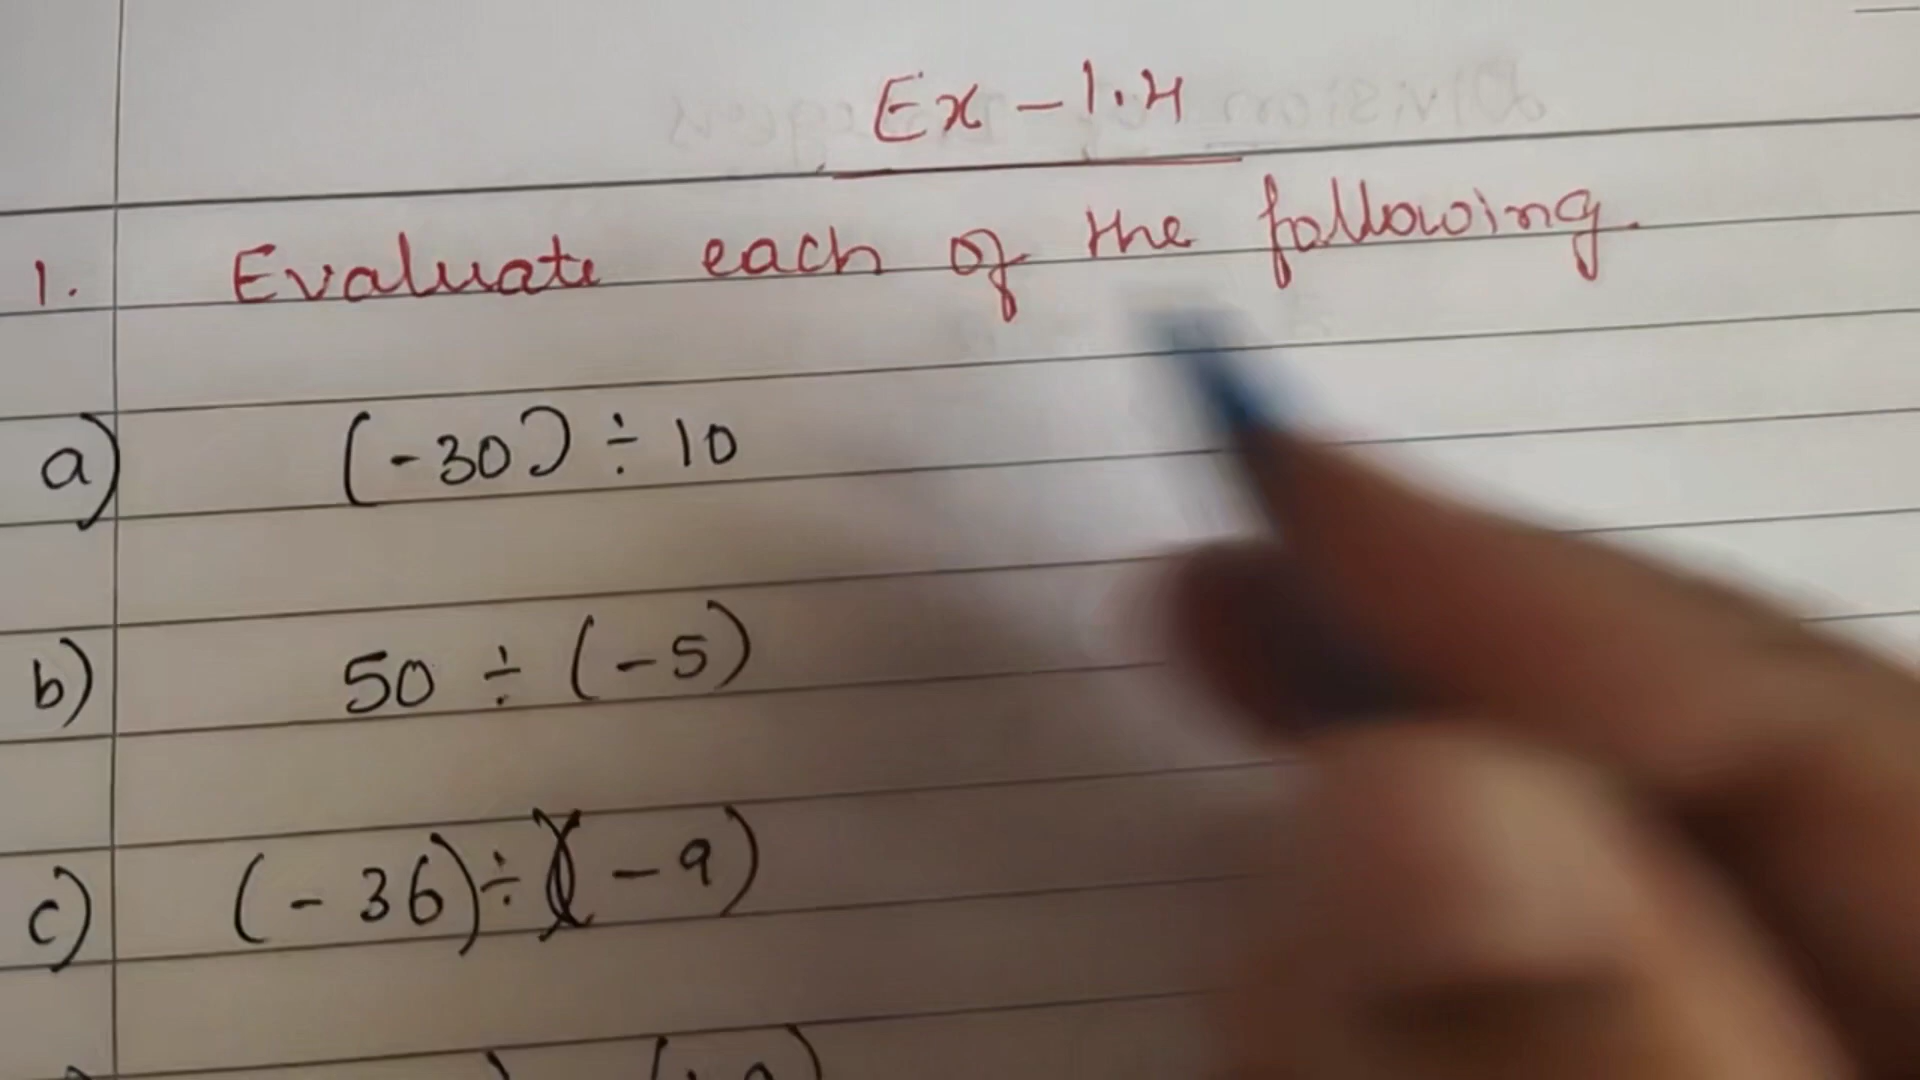 Ex - 1.4
1. Evaluate each of the following.
a) (-30) ÷ 10
b) 50 ÷ (-5)
c) (-36) ÷ (-9)